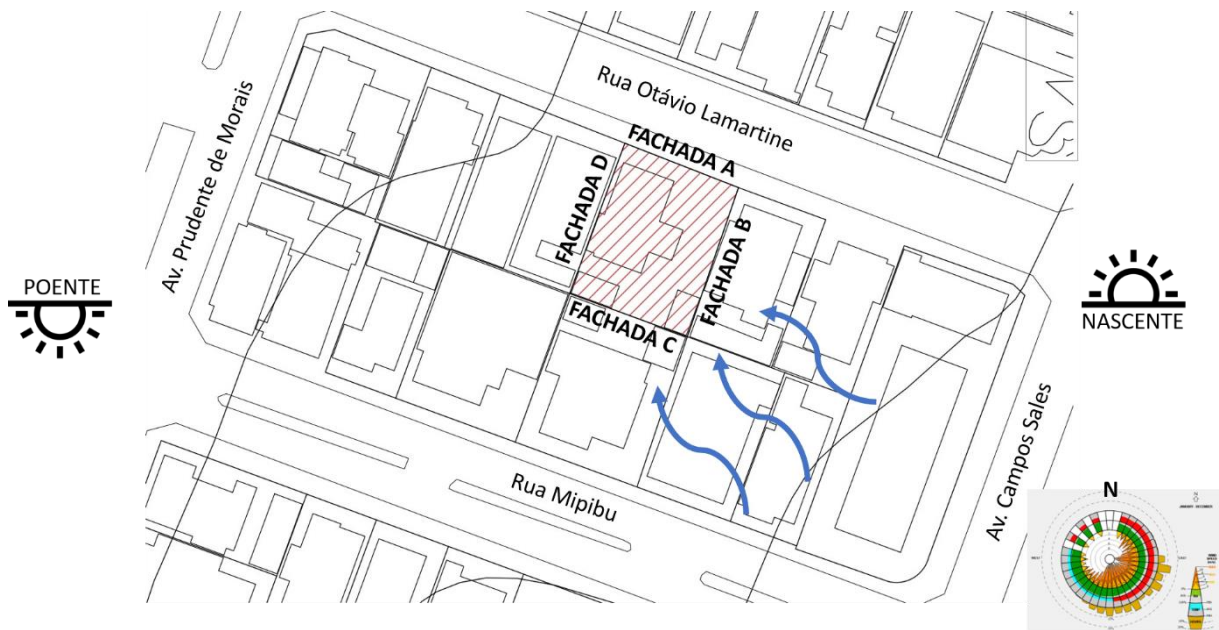 Rua Otávio Lamartine
FACHADA A
FACHADA D
FACHADA B
FACHADA C
Av. Prudente de Morais
POENTE
NASCENTE
Av. Campos Sales
Rua Mipibu
N